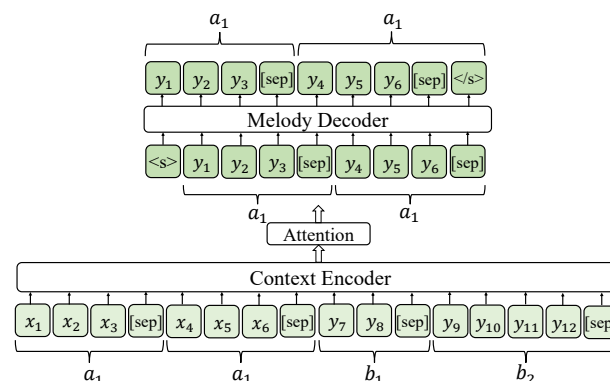 a₁ a₁
y₁ y₂ y₃ [sep] y₄ y₅ y₆ [sep] </s>
Melody Decoder
<s> y₁ y₂ y₃ [sep] y₄ y₅ y₆ [sep]
a₁ a₁
Attention
Context Encoder
x₁ x₂ x₃ [sep] x₄ x₅ x₆ [sep] y₇ y₈ [sep] y₉ y₁₀ y₁₁ y₁₂ [sep]
a₁ a₁ b₁ b₂